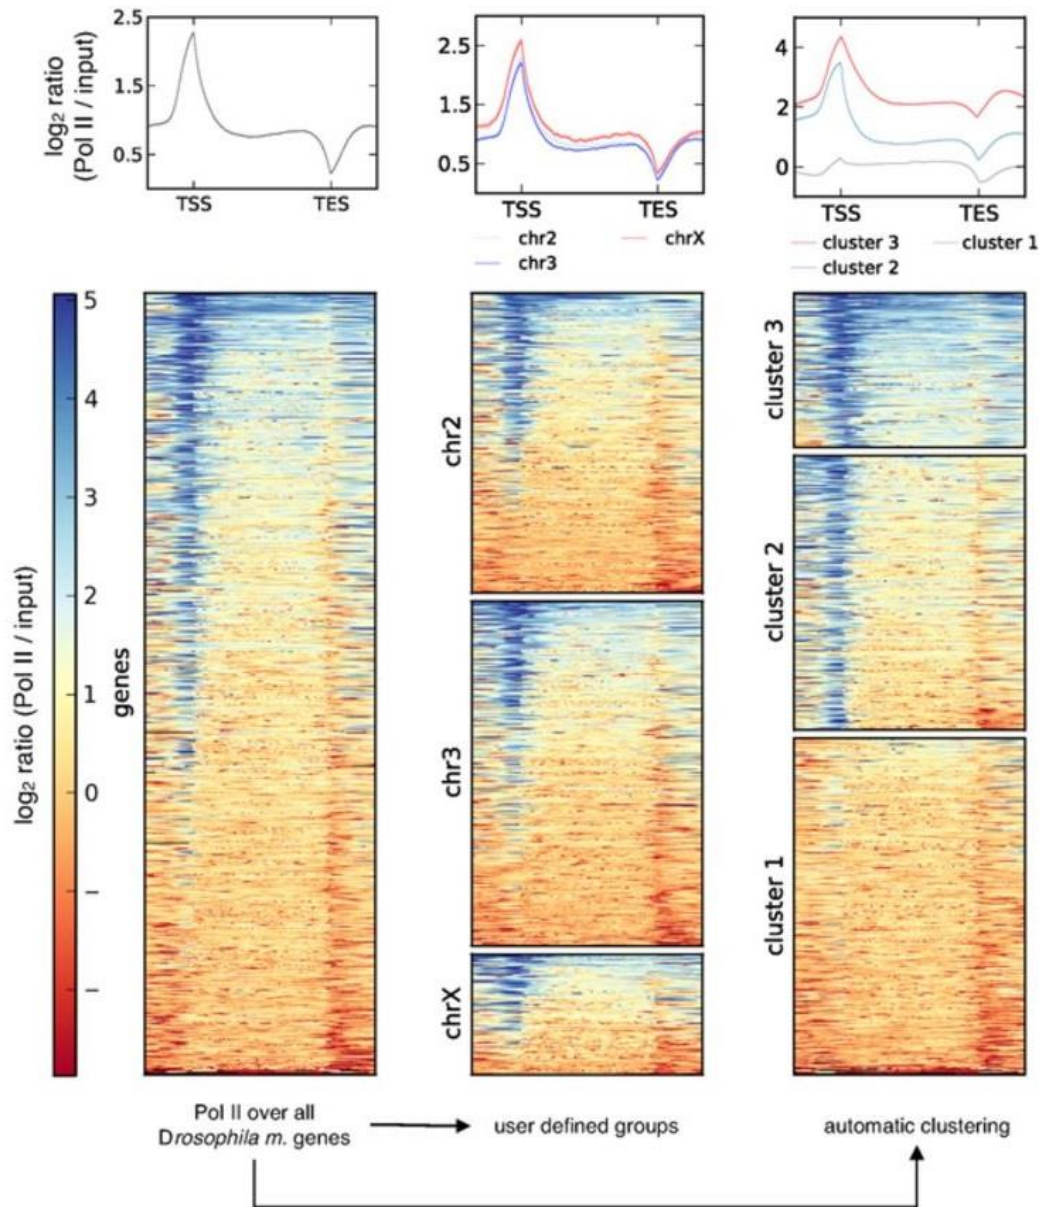 2.5
1.5
0.5
log₂ ratio
(Pol II / input)
TSS TES
2.5
1.5
0.5
TSS TES
chr2 chrX
chr3
4
2
0
TSS TES
cluster 3 cluster 1
cluster 2
5
4
3
2
1
0
−
−
log₂ ratio (Pol II / input)
genes
chr2
chr3
chrX
cluster 3
cluster 2
cluster 1
Pol II over all
Drosophila m. genes
user defined groups
automatic clustering